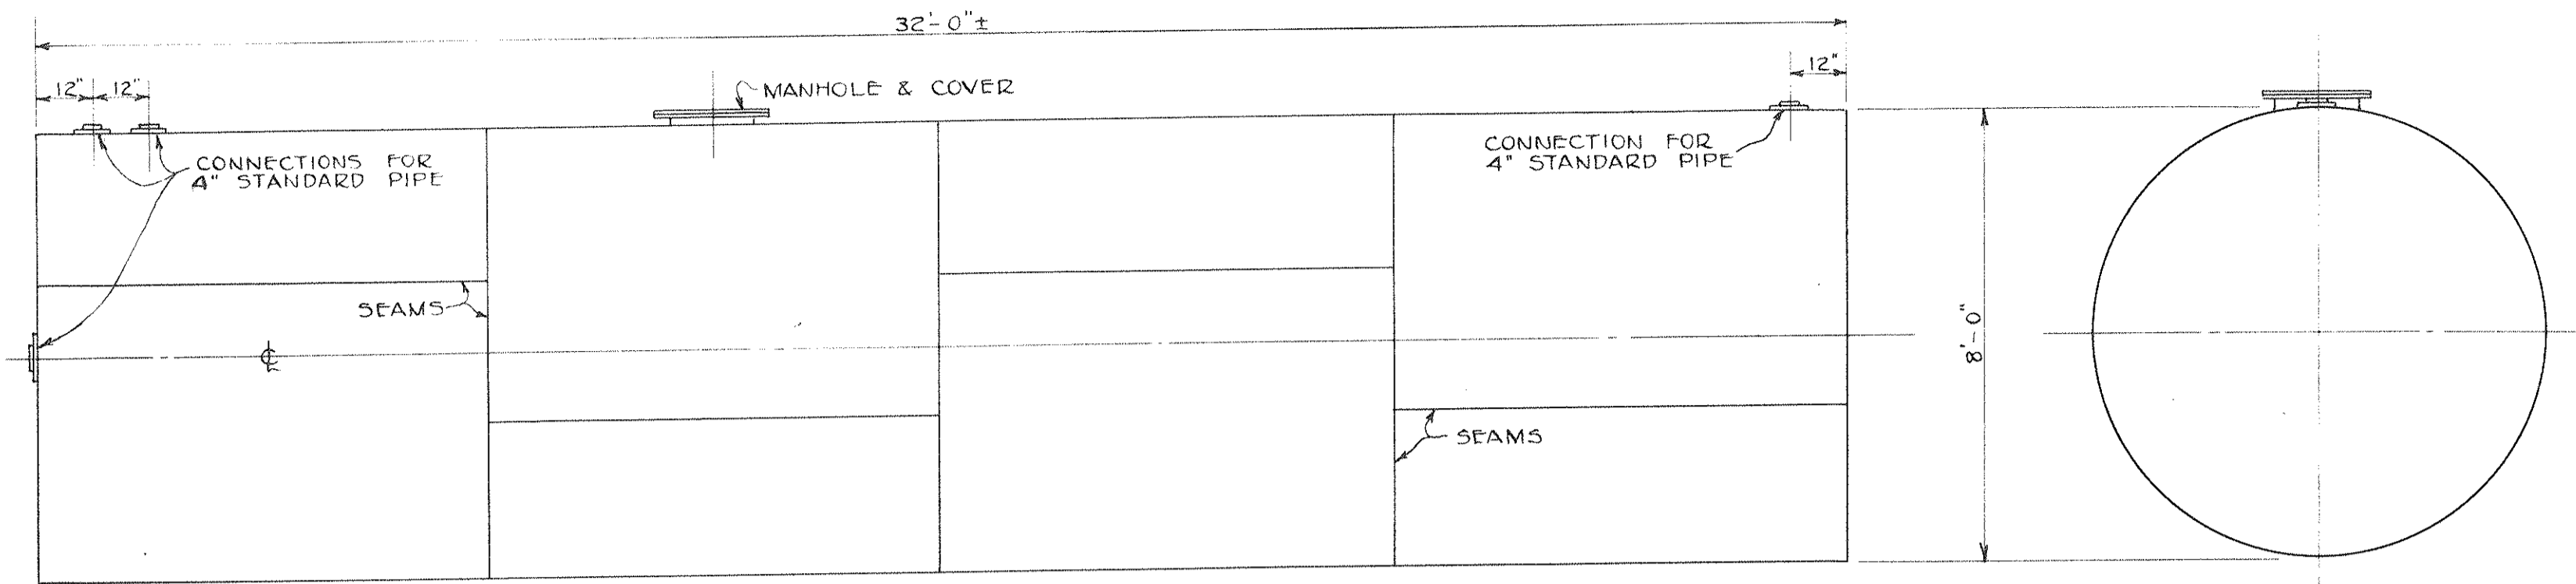 32'-0"±
12" 12"
MANHOLE & COVER
12"
CONNECTIONS FOR
4" STANDARD PIPE
CONNECTION FOR
4" STANDARD PIPE
SEAMS
℄
8'-0"
SEAMS